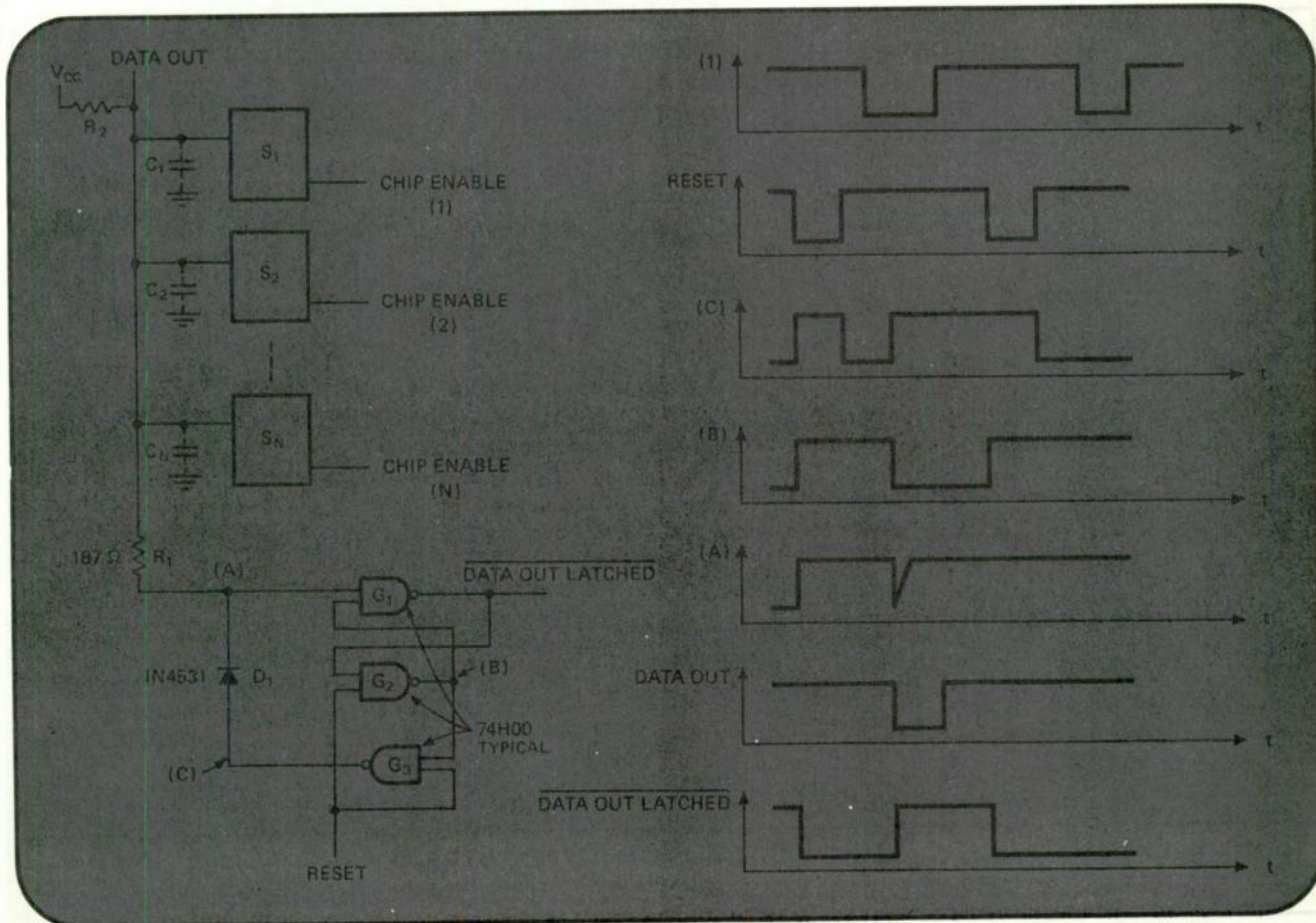 DATA OUT
VCC
R2
C1
S1
CHIP ENABLE
(1)
C2
S2
CHIP ENABLE
(2)
CN
SN
CHIP ENABLE
(N)
187 Ω
R1
(A)
G1
DATA OUT LATCHED
IN4531
D1
G2
(B)
74H00
TYPICAL
(C)
G3
RESET
(1)
t
RESET
t
(C)
t
(B)
t
(A)
t
DATA OUT
t
DATA OUT LATCHED
t